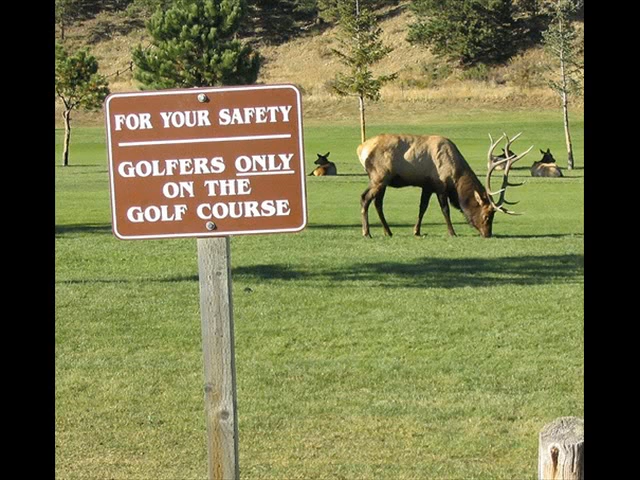 FOR YOUR SAFETY
GOLFERS ONLY
ON THE
GOLF COURSE